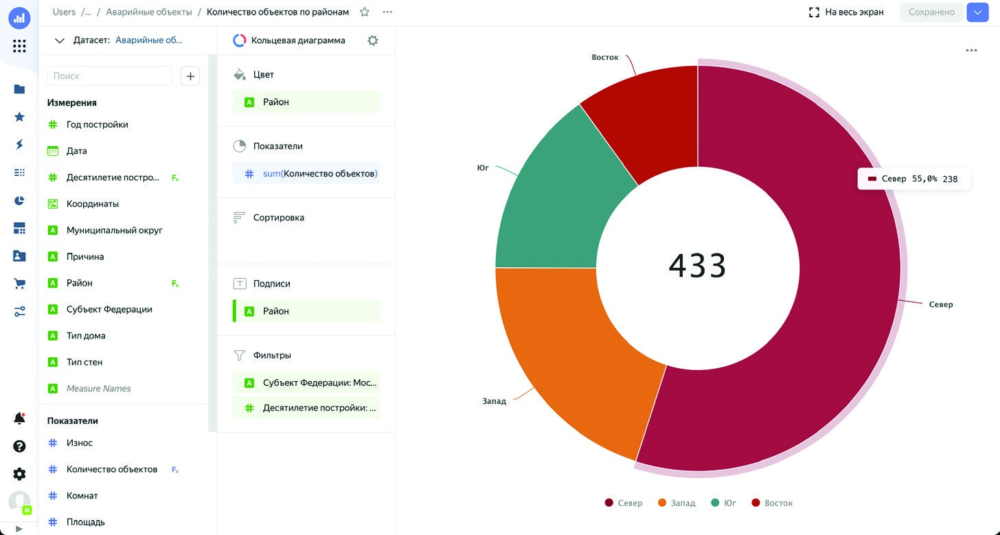 Users /... / Аварийные объекты / Количество объектов по районам
На весь экран
Сохранено
Датасет: Аварийные об...
Поиск
Измерения
Год постройки
Дата
Десятилетие постро...
Координаты
Муниципальный округ
Причина
Район
Субъект Федерации
Тип дома
Тип стен
Measure Names
Показатели
Износ
Количество объектов
Комнат
Площадь
Кольцевая диаграмма
Цвет
Район
Показатели
sum(Количество объектов)
Сортировка
Подписи
Район
Фильтры
Субъект Федерации: Мос...
Десятилетие постройки: ...
Восток
Юг
Север 55,0% 238
433
Север
Запад
Север Запад Юг Восток